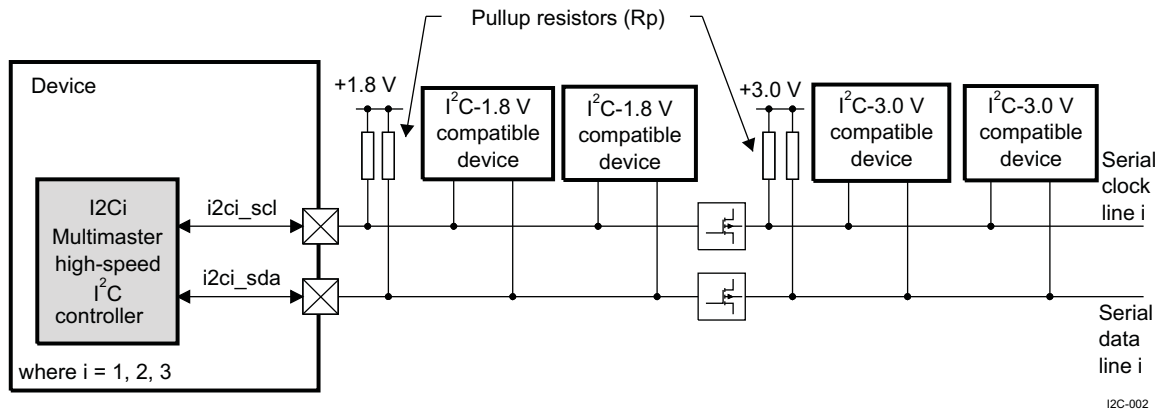 Pullup resistors (Rp)
Device
+1.8 V
I²C-1.8 V
compatible
device
I²C-1.8 V
compatible
device
+3.0 V
I²C-3.0 V
compatible
device
I²C-3.0 V
compatible
device
Serial
clock
line i
I2Ci
Multimaster
high-speed
I²C
controller
i2ci_scl
i2ci_sda
Serial
data
line i
where i = 1, 2, 3
I2C-002